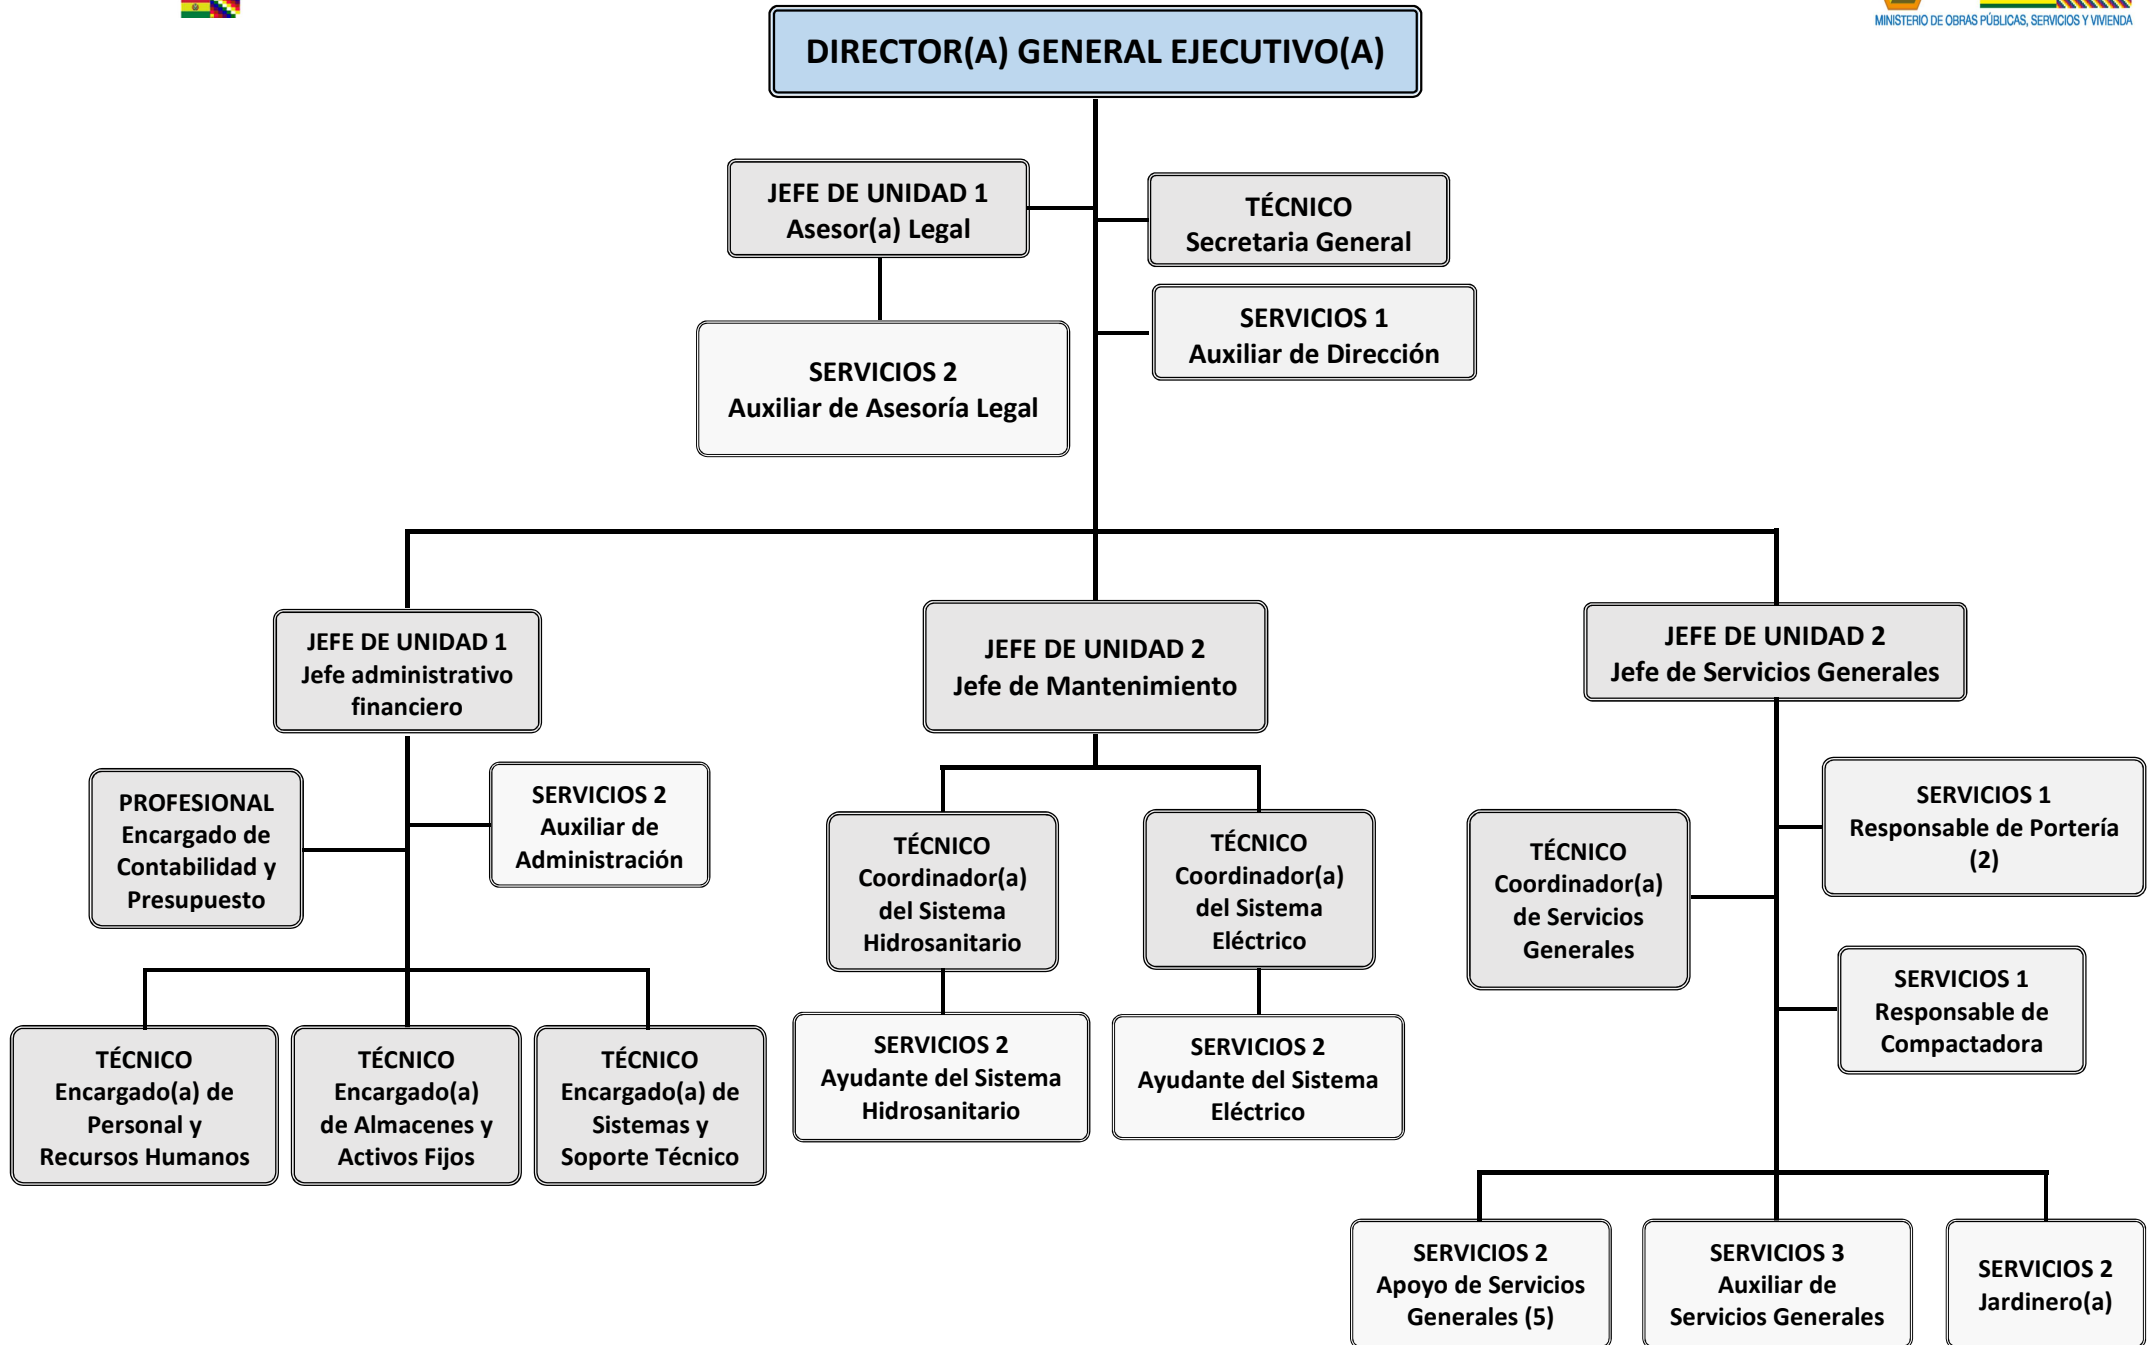 MINISTERIO DE OBRAS PÚBLICAS, SERVICIOS Y VIVIENDA
DIRECTOR(A) GENERAL EJECUTIVO(A)
JEFE DE UNIDAD 1
Asesor(a) Legal
TÉCNICO
Secretaria General
SERVICIOS 1
Auxiliar de Dirección
SERVICIOS 2
Auxiliar de Asesoría Legal
JEFE DE UNIDAD 1
Jefe administrativo
financiero
JEFE DE UNIDAD 2
Jefe de Mantenimiento
JEFE DE UNIDAD 2
Jefe de Servicios Generales
PROFESIONAL
Encargado de
Contabilidad y
Presupuesto
SERVICIOS 2
Auxiliar de
Administración
TÉCNICO
Coordinador(a)
del Sistema
Hidrosanitario
TÉCNICO
Coordinador(a)
del Sistema
Eléctrico
TÉCNICO
Coordinador(a)
de Servicios
Generales
SERVICIOS 1
Responsable de Portería
(2)
SERVICIOS 1
Responsable de
Compactadora
TÉCNICO
Encargado(a) de
Personal y
Recursos Humanos
TÉCNICO
Encargado(a)
de Almacenes y
Activos Fijos
TÉCNICO
Encargado(a) de
Sistemas y
Soporte Técnico
SERVICIOS 2
Ayudante del Sistema
Hidrosanitario
SERVICIOS 2
Ayudante del Sistema
Eléctrico
SERVICIOS 2
Apoyo de Servicios
Generales (5)
SERVICIOS 3
Auxiliar de
Servicios Generales
SERVICIOS 2
Jardinero(a)